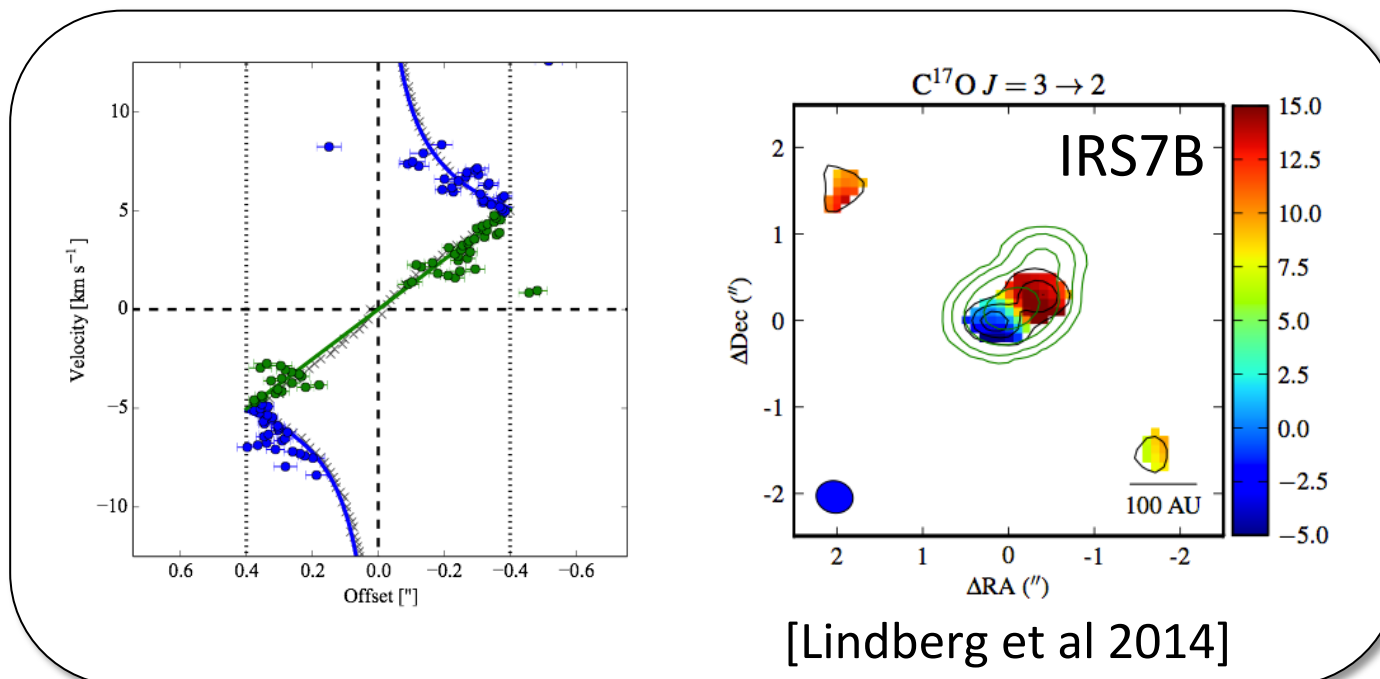 10
5
0
−5
−10
Velocity [km s⁻¹ ]
0.6 0.4 0.2 0.0 −0.2 −0.4 −0.6
Offset ["]
C¹⁷O J = 3 → 2
IRS7B
2
1
0
-1
-2
ΔDec (″)
100 AU
2 1 0 -1 -2
ΔRA (″)
15.0
12.5
10.0
7.5
5.0
2.5
0.0
−2.5
−5.0
[Lindberg et al 2014]